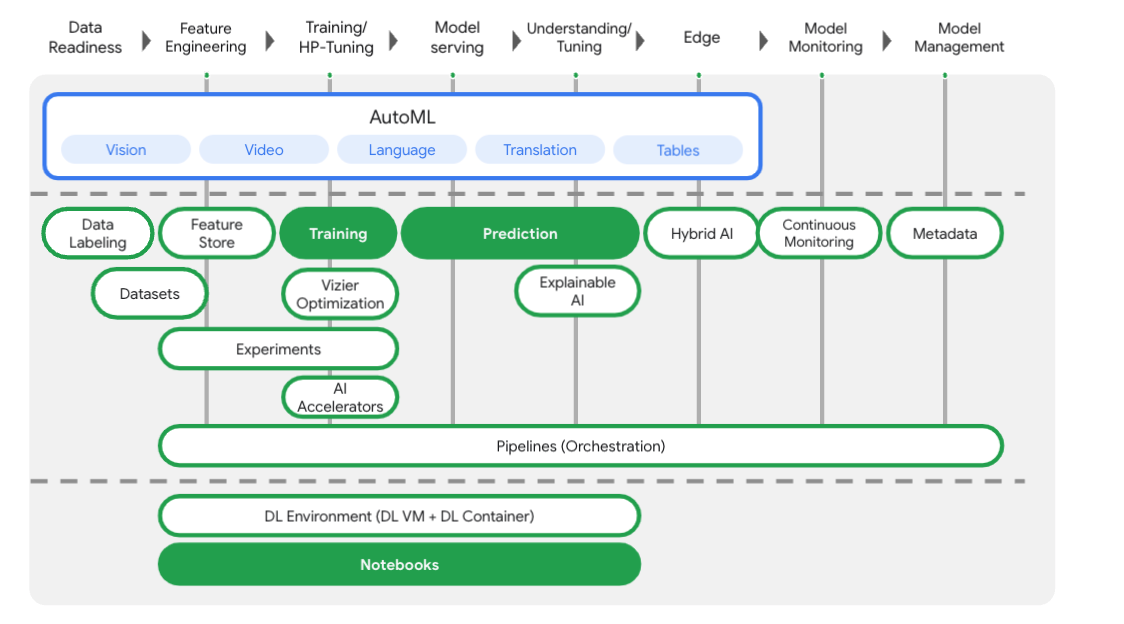 Data
Readiness
Feature
Engineering
Training/
HP-Tuning
Model
serving
Understanding/
Tuning
Edge
Model
Monitoring
Model
Management
AutoML
Vision
Video
Language
Translation
Tables
Data
Labeling
Feature
Store
Training
Prediction
Hybrid AI
Continuous
Monitoring
Metadata
Datasets
Vizier
Optimization
Explainable
AI
Experiments
AI
Accelerators
Pipelines (Orchestration)
DL Environment (DL VM + DL Container)
Notebooks